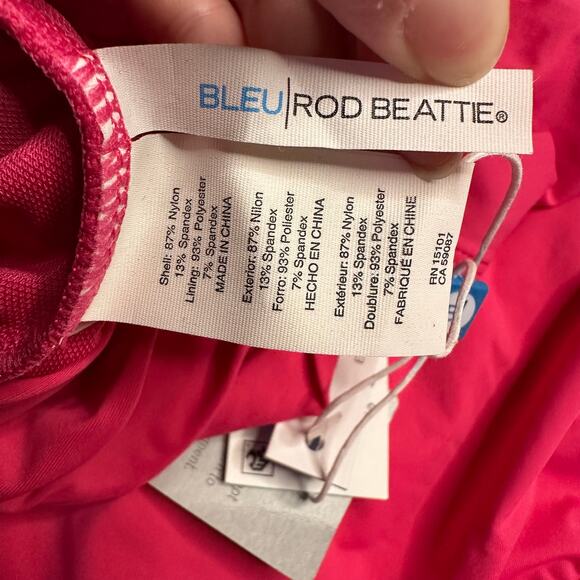 BLEU|ROD BEATTIE®
Shell: 87% Nylon
13% Spandex
Lining: 93% Polyester
7% Spandex
MADE IN CHINA
Exterior: 87% Nilon
13% Spandex
Forro: 93% Poliester
7% Spandex
HECHO EN CHINA
Extérieur: 87% Nylon
13% Spandex
Doublure: 93% Polyester
7% Spandex
FABRIQUÉ EN CHINE
RN 15101
CA 59087